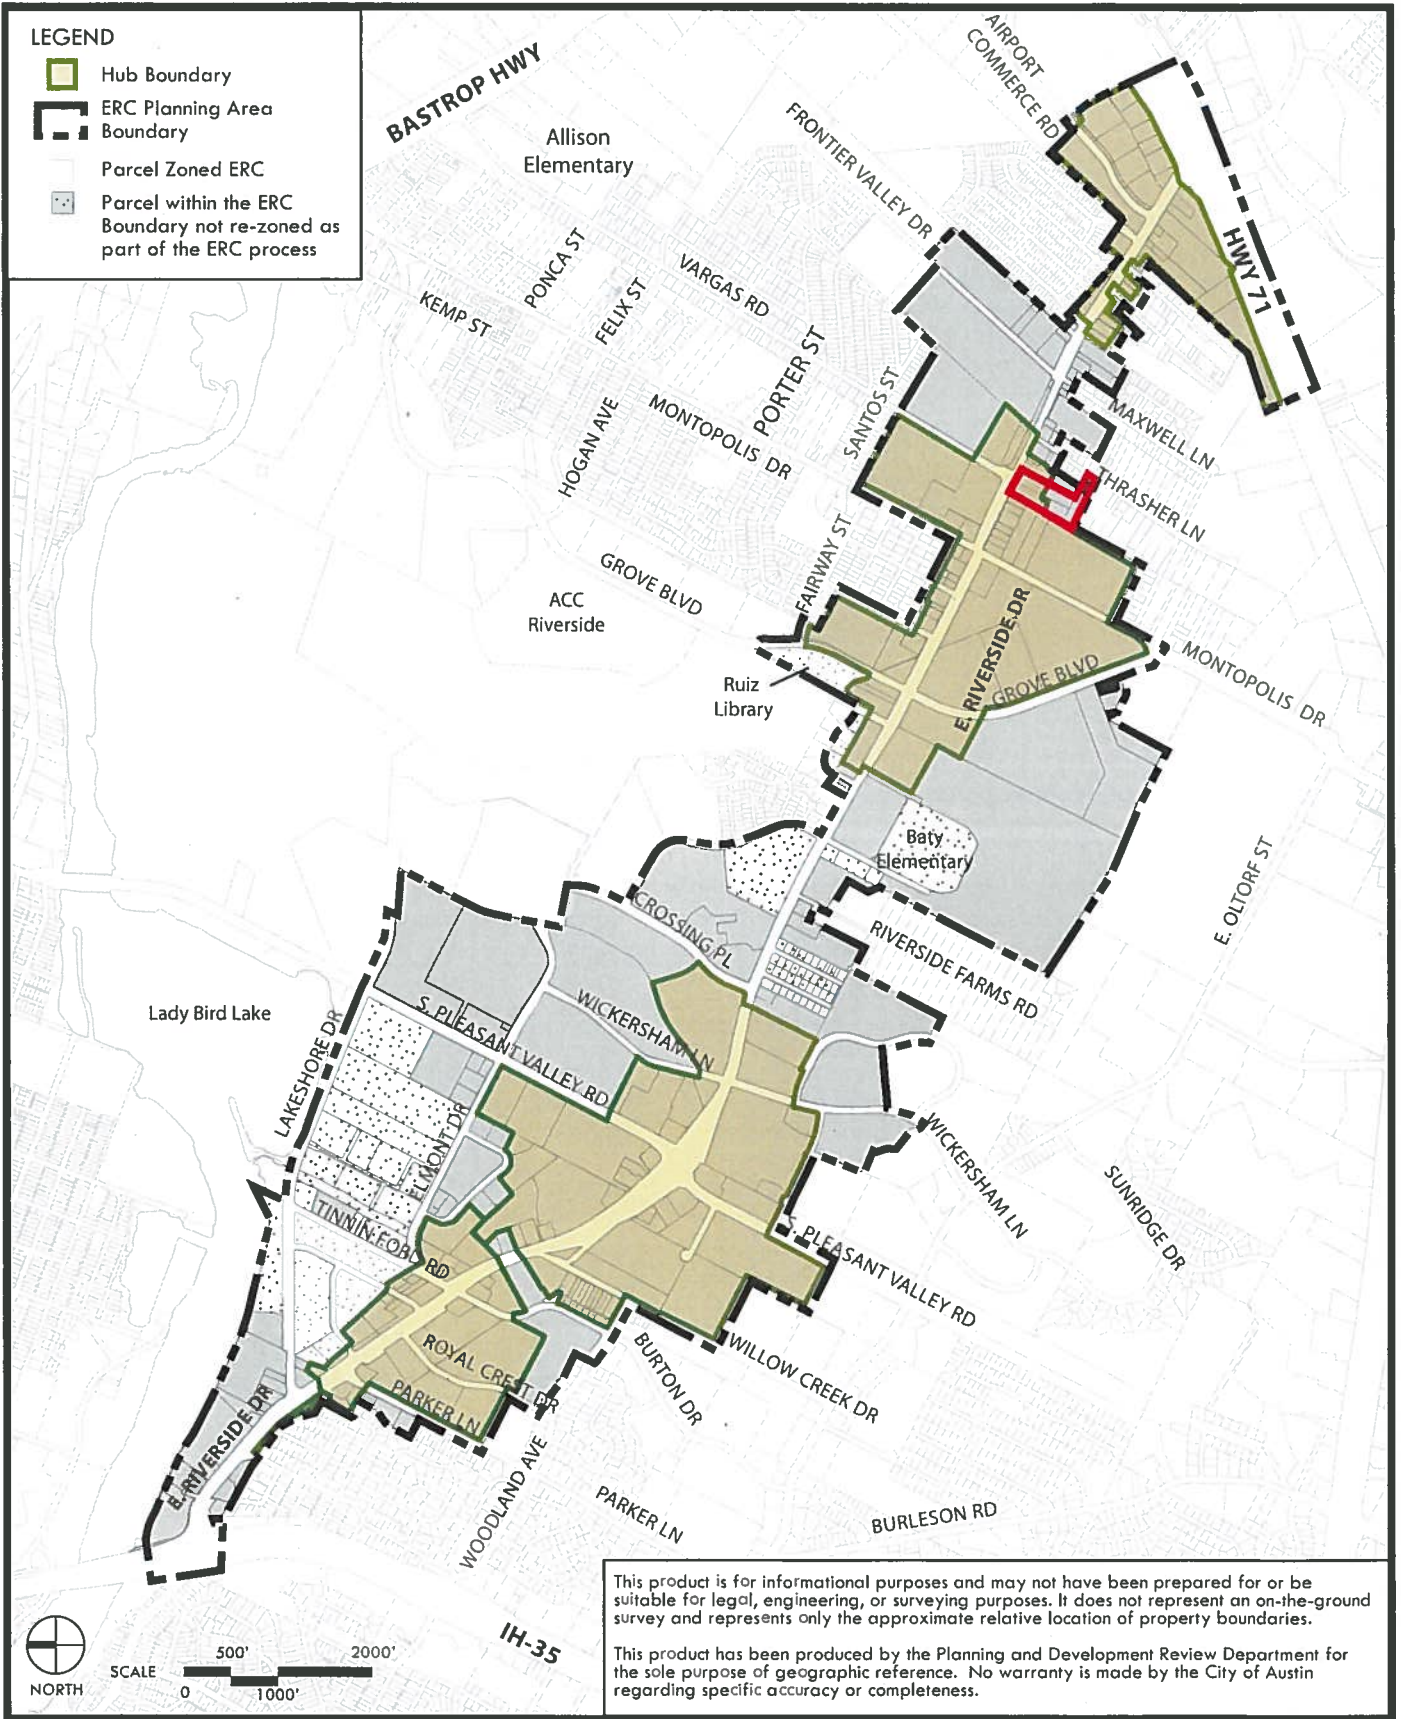 LEGEND
Hub Boundary
ERC Planning Area
Boundary
Parcel Zoned ERC
Parcel within the ERC
Boundary not re-zoned as
part of the ERC process
BASTROP HWY
Allison
Elementary
AIRPORT
COMMERCE RD
FRONTIER VALLEY DR
HWY 71
PONCA ST
KEMP ST
FELIX ST
VARGAS RD
PORTER ST
SANTOS ST
HOGAN AVE
MONTOPOLIS DR
MAXWELL LN
THRASHER LN
FAIRWAY ST
GROVE BLVD
ACC
Riverside
E. RIVERSIDE DR
GROVE BLVD
MONTOPOLIS DR
Ruiz
Library
Baty
Elementary
E. OLTORF ST
CROSSING PL
RIVERSIDE FARMS RD
Lady Bird Lake
LAKESHORE DR
S. PLEASANT VALLEY RD
WICKERSHAM LN
ELMONT DR
WICKERSHAM LN
SUNRIDGE DR
TINNIN FORD RD
S. PLEASANT VALLEY RD
ROYAL CREST DR
PARKER LN
BURTON DR
WILLOW CREEK DR
E. RIVERSIDE DR
WOODLAND AVE
PARKER LN
BURLESON RD
IH-35
NORTH
SCALE
500'
2000'
0
1000'
This product is for informational purposes and may not have been prepared for or be
suitable for legal, engineering, or surveying purposes. It does not represent an on-the-ground
survey and represents only the approximate relative location of property boundaries.
This product has been produced by the Planning and Development Review Department for
the sole purpose of geographic reference. No warranty is made by the City of Austin
regarding specific accuracy or completeness.